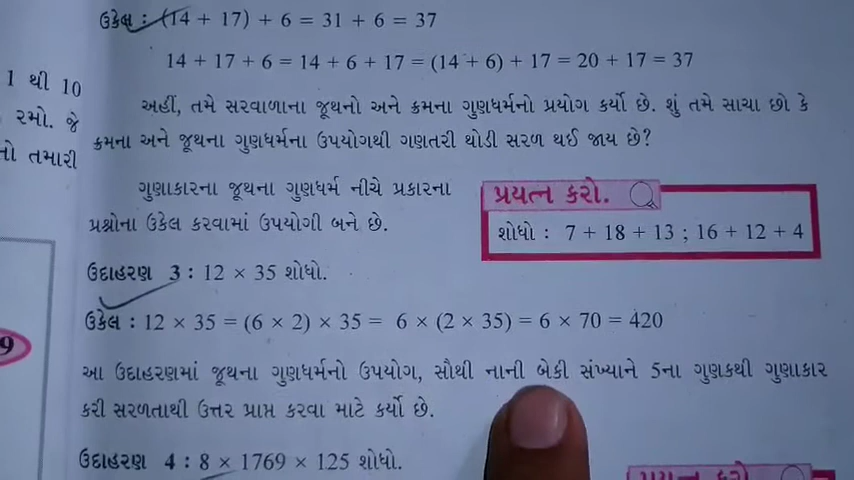 ઉકેલ : (14 + 17) + 6 = 31 + 6 = 37
14 + 17 + 6 = 14 + 6 + 17 = (14 + 6) + 17 = 20 + 17 = 37
1 થી 10
રમો. જે
તમારી
અહીં, તમે સરવાળાના જૂથનો અને ક્રમના ગુણધર્મનો પ્રયોગ કર્યો છે. શું તમે સાચા છો કે
ક્રમના અને જૂથના ગુણધર્મના ઉપયોગથી ગણતરી થોડી સરળ થઈ જાય છે?
ગુણાકારના જૂથના ગુણધર્મ નીચે પ્રકારના
પ્રશ્નોના ઉકેલ કરવામાં ઉપયોગી બને છે.
પ્રયત્ન કરો.
શોધો : 7 + 18 + 13 ; 16 + 12 + 4
ઉદાહરણ 3 : 12 × 35 શોધો.
ઉકેલ : 12 × 35 = (6 × 2) × 35 = 6 × (2 × 35) = 6 × 70 = 420
9
આ ઉદાહરણમાં જૂથના ગુણધર્મનો ઉપયોગ, સૌથી નાની બેકી સંખ્યાને 5ના ગુણકથી ગુણાકાર
કરી સરળતાથી ઉત્તર પ્રાપ્ત કરવા માટે કર્યો છે.
ઉદાહરણ 4 : 8 × 1769 × 125 શોધો.
પ્રયત્ન કરો